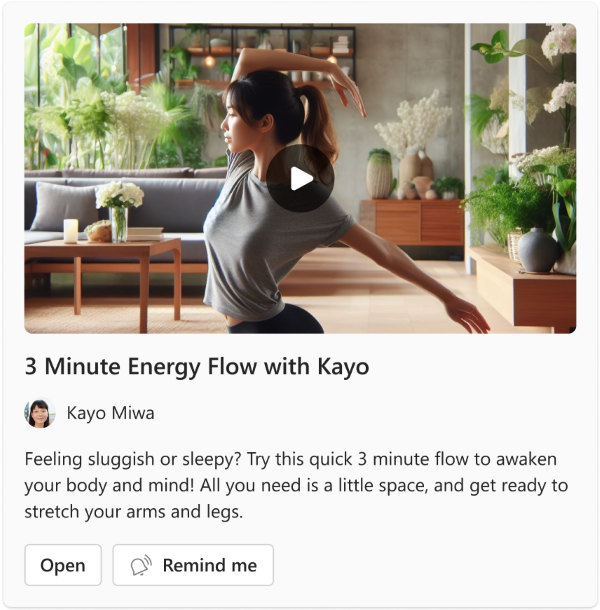 3 Minute Energy Flow with Kayo
Kayo Miwa
Feeling sluggish or sleepy? Try this quick 3 minute flow to awaken
your body and mind! All you need is a little space, and get ready to
stretch your arms and legs.
Open
Remind me